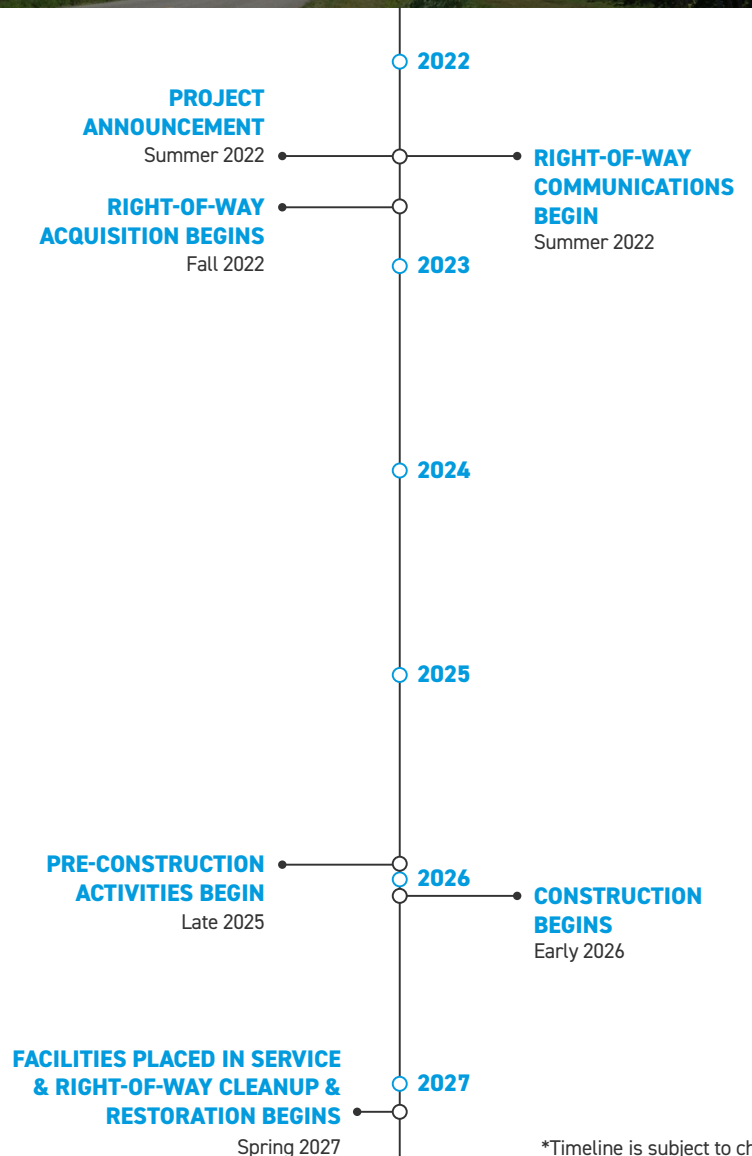 2022
PROJECT
ANNOUNCEMENT
Summer 2022
RIGHT-OF-WAY
COMMUNICATIONS
BEGIN
Summer 2022
RIGHT-OF-WAY
ACQUISITION BEGINS
Fall 2022
2023
2024
2025
PRE-CONSTRUCTION
ACTIVITIES BEGIN
Late 2025
2026
CONSTRUCTION
BEGINS
Early 2026
FACILITIES PLACED IN SERVICE
& RIGHT-OF-WAY CLEANUP &
RESTORATION BEGINS
Spring 2027
2027
*Timeline is subject to